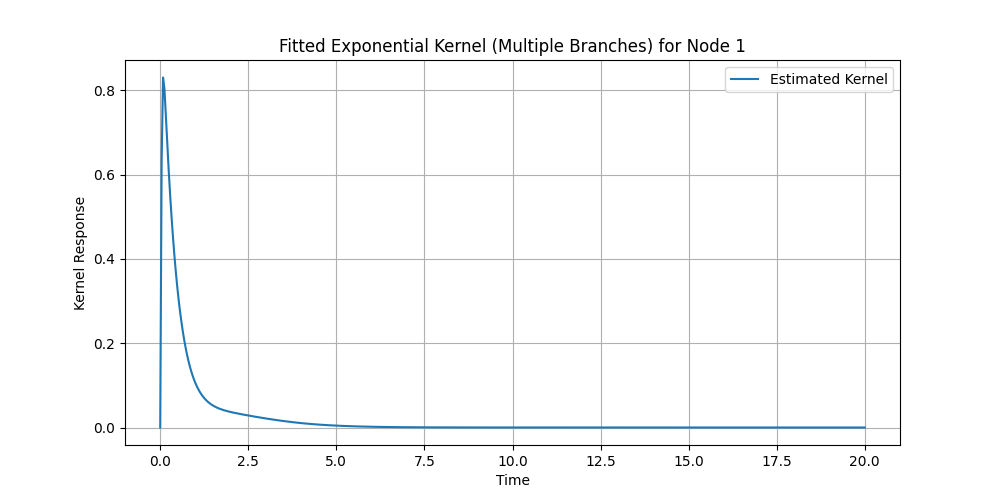 Fitted Exponential Kernel (Multiple Branches) for Node 1
Estimated Kernel
Kernel Response
0.8
0.6
0.4
0.2
0.0
0.0 2.5 5.0 7.5 10.0 12.5 15.0 17.5 20.0
Time